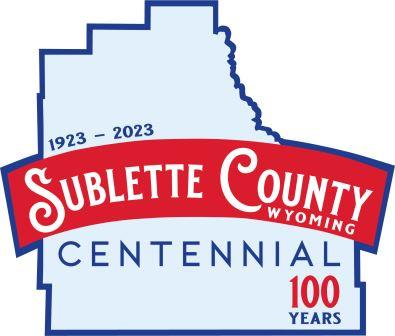 1923 – 2023
SUBLETTE COUNTY
WYOMING
CENTENNIAL
100
YEARS